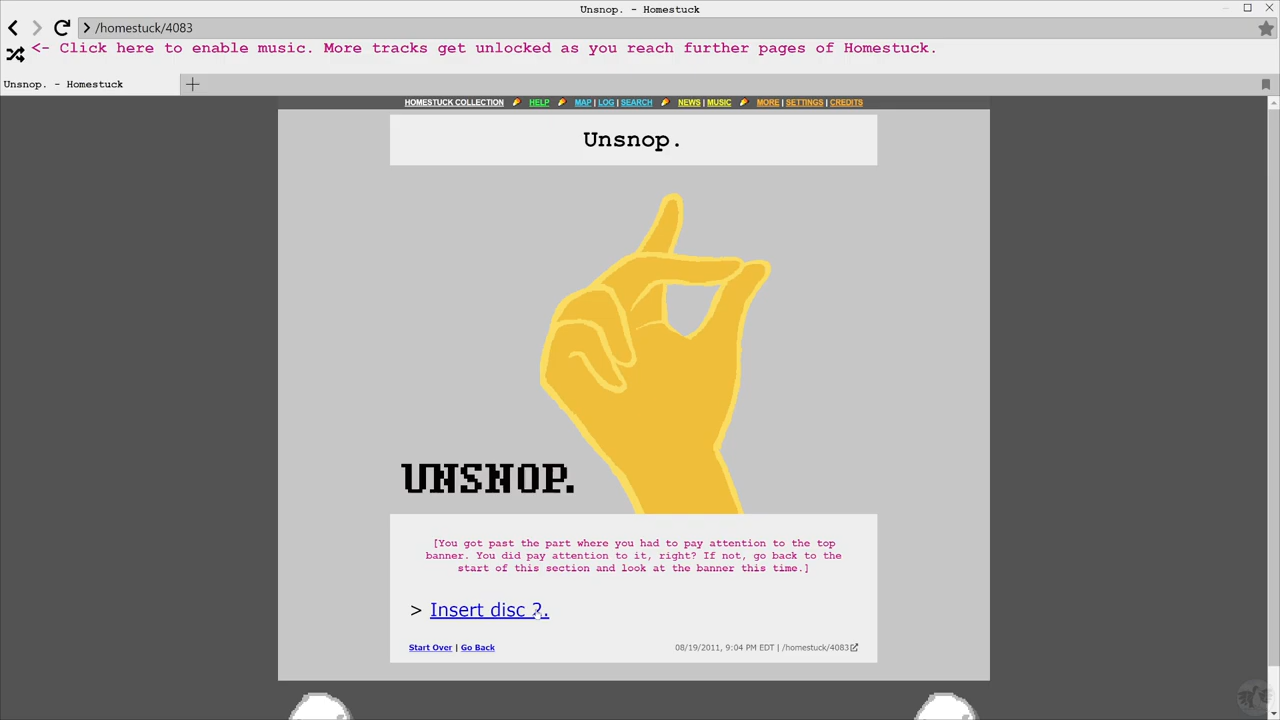 Unsnop. - Homestuck
/homestuck/4083
<- Click here to enable music. More tracks get unlocked as you reach further pages of Homestuck.
Unsnop. - Homestuck
HOMESTUCK COLLECTION HELP MAP | LOG | SEARCH NEWS | MUSIC MORE | SETTINGS | CREDITS
Unsnop.
UNSNOP.
[You got past the part where you had to pay attention to the top
banner. You did pay attention to it, right? If not, go back to the
start of this section and look at the banner this time.]
> Insert disc 2.
Start Over | Go Back 08/19/2011, 9:04 PM EDT | /homestuck/4083